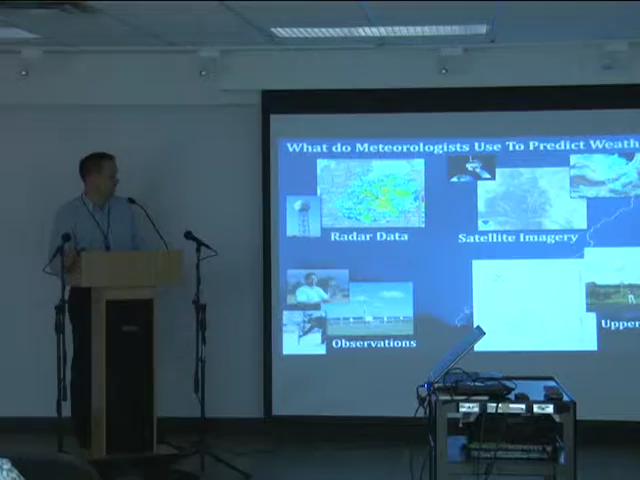 What do Meteorologists Use To Predict Weath
Radar Data
Satellite Imagery
Observations
Upper